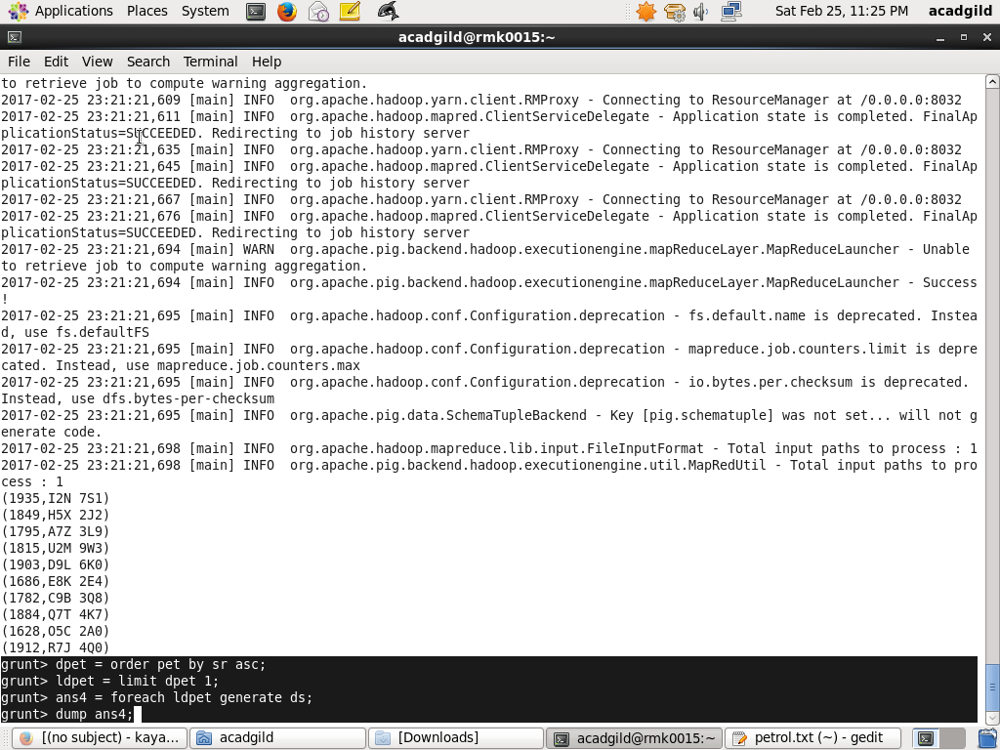 Applications Places System Sat Feb 25, 11:25 PM acadgild
acadgild@rmk0015:~
File Edit View Search Terminal Help
to retrieve job to compute warning aggregation.
2017-02-25 23:21:21,609 [main] INFO  org.apache.hadoop.yarn.client.RMProxy - Connecting to ResourceManager at /0.0.0.0:8032
2017-02-25 23:21:21,611 [main] INFO  org.apache.hadoop.mapred.ClientServiceDelegate - Application state is completed. FinalAp
plicationStatus=SUCCEEDED. Redirecting to job history server
2017-02-25 23:21:21,635 [main] INFO  org.apache.hadoop.yarn.client.RMProxy - Connecting to ResourceManager at /0.0.0.0:8032
2017-02-25 23:21:21,645 [main] INFO  org.apache.hadoop.mapred.ClientServiceDelegate - Application state is completed. FinalAp
plicationStatus=SUCCEEDED. Redirecting to job history server
2017-02-25 23:21:21,667 [main] INFO  org.apache.hadoop.yarn.client.RMProxy - Connecting to ResourceManager at /0.0.0.0:8032
2017-02-25 23:21:21,676 [main] INFO  org.apache.hadoop.mapred.ClientServiceDelegate - Application state is completed. FinalAp
plicationStatus=SUCCEEDED. Redirecting to job history server
2017-02-25 23:21:21,694 [main] WARN  org.apache.pig.backend.hadoop.executionengine.mapReduceLayer.MapReduceLauncher - Unable
to retrieve job to compute warning aggregation.
2017-02-25 23:21:21,694 [main] INFO  org.apache.pig.backend.hadoop.executionengine.mapReduceLayer.MapReduceLauncher - Success
!
2017-02-25 23:21:21,695 [main] INFO  org.apache.hadoop.conf.Configuration.deprecation - fs.default.name is deprecated. Instea
d, use fs.defaultFS
2017-02-25 23:21:21,695 [main] INFO  org.apache.hadoop.conf.Configuration.deprecation - mapreduce.job.counters.limit is depre
cated. Instead, use mapreduce.job.counters.max
2017-02-25 23:21:21,695 [main] INFO  org.apache.hadoop.conf.Configuration.deprecation - io.bytes.per.checksum is deprecated.
Instead, use dfs.bytes-per-checksum
2017-02-25 23:21:21,695 [main] INFO  org.apache.pig.data.SchemaTupleBackend - Key [pig.schematuple] was not set... will not g
enerate code.
2017-02-25 23:21:21,698 [main] INFO  org.apache.hadoop.mapreduce.lib.input.FileInputFormat - Total input paths to process : 1
2017-02-25 23:21:21,698 [main] INFO  org.apache.pig.backend.hadoop.executionengine.util.MapRedUtil - Total input paths to pro
cess : 1
(1935,I2N 7S1)
(1849,H5X 2J2)
(1795,A7Z 3L9)
(1815,U2M 9W3)
(1903,D9L 6K0)
(1686,E8K 2E4)
(1782,C9B 3Q8)
(1884,Q7T 4K7)
(1628,O5C 2A0)
(1912,R7J 4Q0)
grunt> dpet = order pet by sr asc;
grunt> ldpet = limit dpet 1;
grunt> ans4 = foreach ldpet generate ds;
grunt> dump ans4;
[(no subject) - kaya... acadgild [Downloads] acadgild@rmk0015:~ petrol.txt (~) - gedit